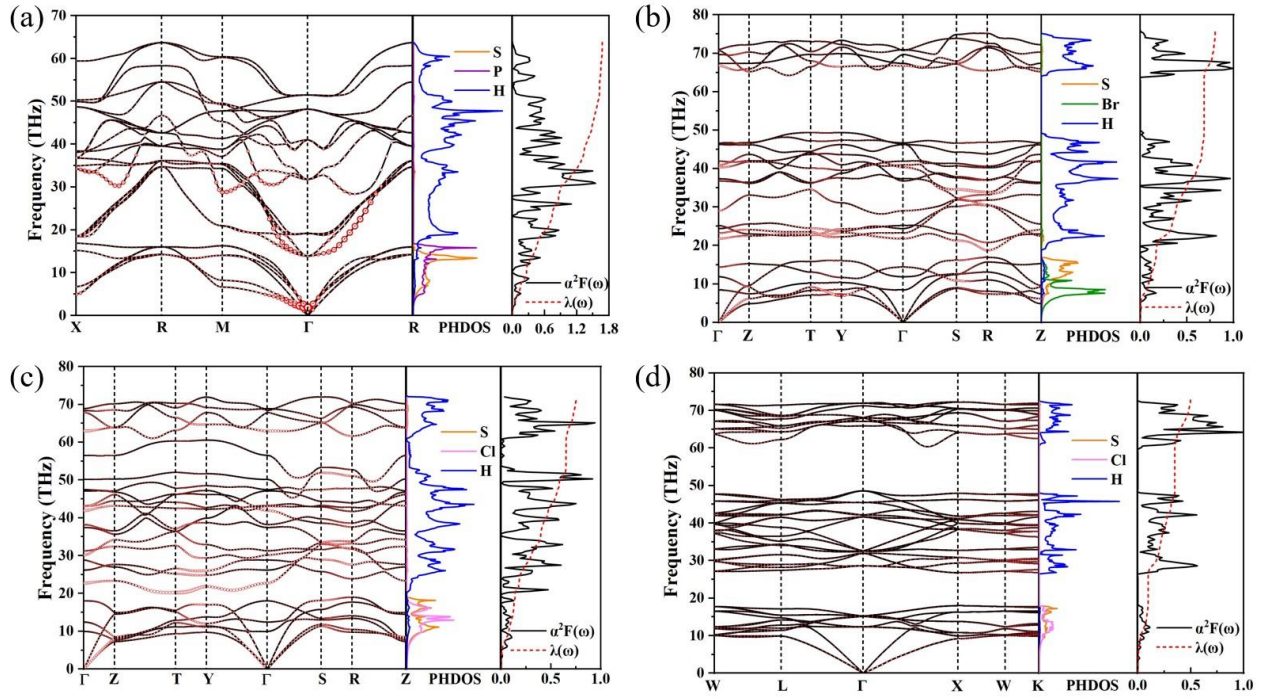 (a)
Frequency (THz)
70
60
50
40
30
20
10
0
S
P
H
α²F(ω)
λ(ω)
X R M Γ R PHDOS 0.0 0.6 1.2 1.8
(b)
Frequency (THz)
80
70
60
50
40
30
20
10
0
S
Br
H
α²F(ω)
λ(ω)
Γ Z T Y Γ S R Z PHDOS 0.0 0.5 1.0
(c)
Frequency (THz)
80
70
60
50
40
30
20
10
0
S
Cl
H
α²F(ω)
λ(ω)
Γ Z T Y Γ S R Z PHDOS 0.0 0.5 1.0
(d)
Frequency (THz)
80
70
60
50
40
30
20
10
0
S
Cl
H
α²F(ω)
λ(ω)
W L Γ X W K PHDOS 0.0 0.5 1.0